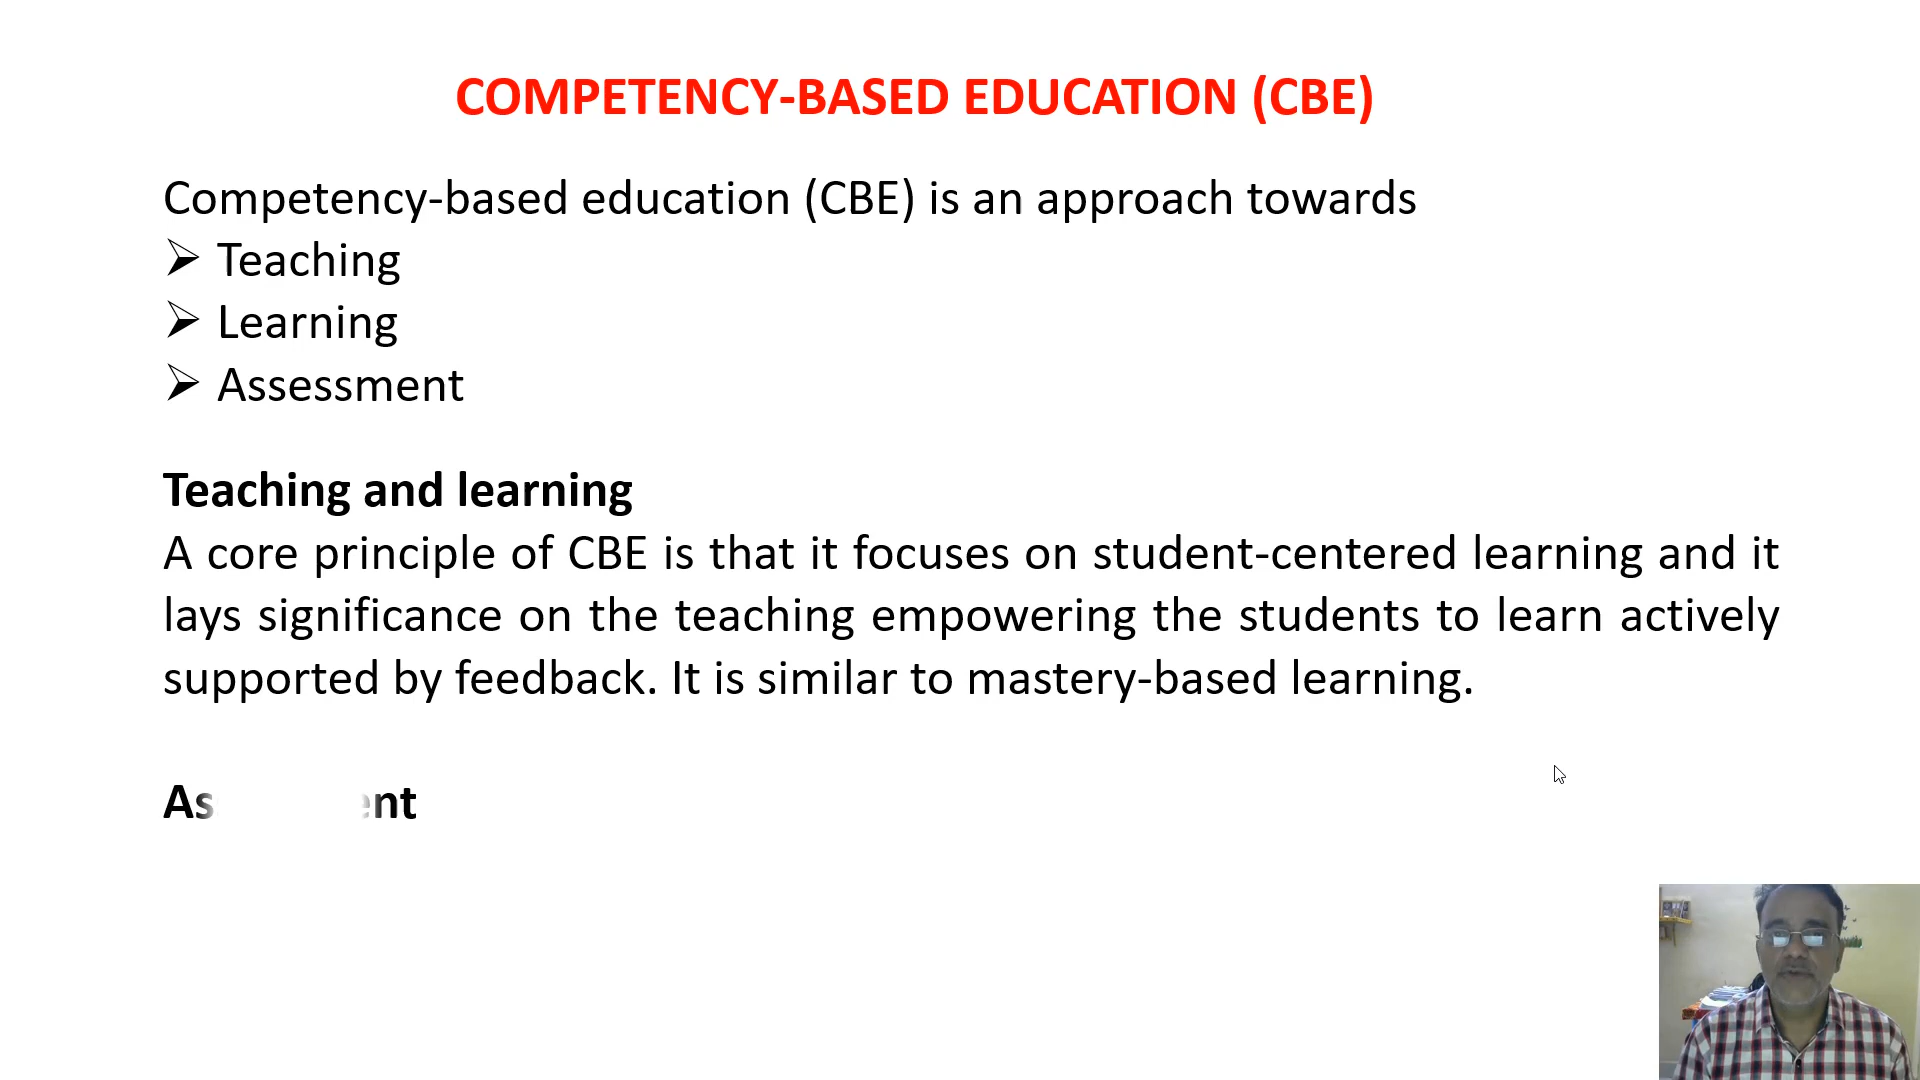 COMPETENCY-BASED EDUCATION (CBE)
Competency-based education (CBE) is an approach towards
➢ Teaching
➢ Learning
➢ Assessment
Teaching and learning
A core principle of CBE is that it focuses on student-centered learning and it
lays significance on the teaching empowering the students to learn actively
supported by feedback. It is similar to mastery-based learning.